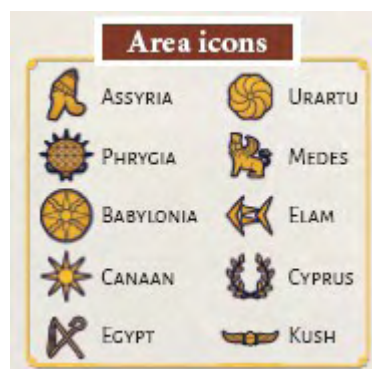 Area icons
Assyria
Urartu
Phrygia
Medes
Babylonia
Elam
Canaan
Cyprus
Egypt
Kush